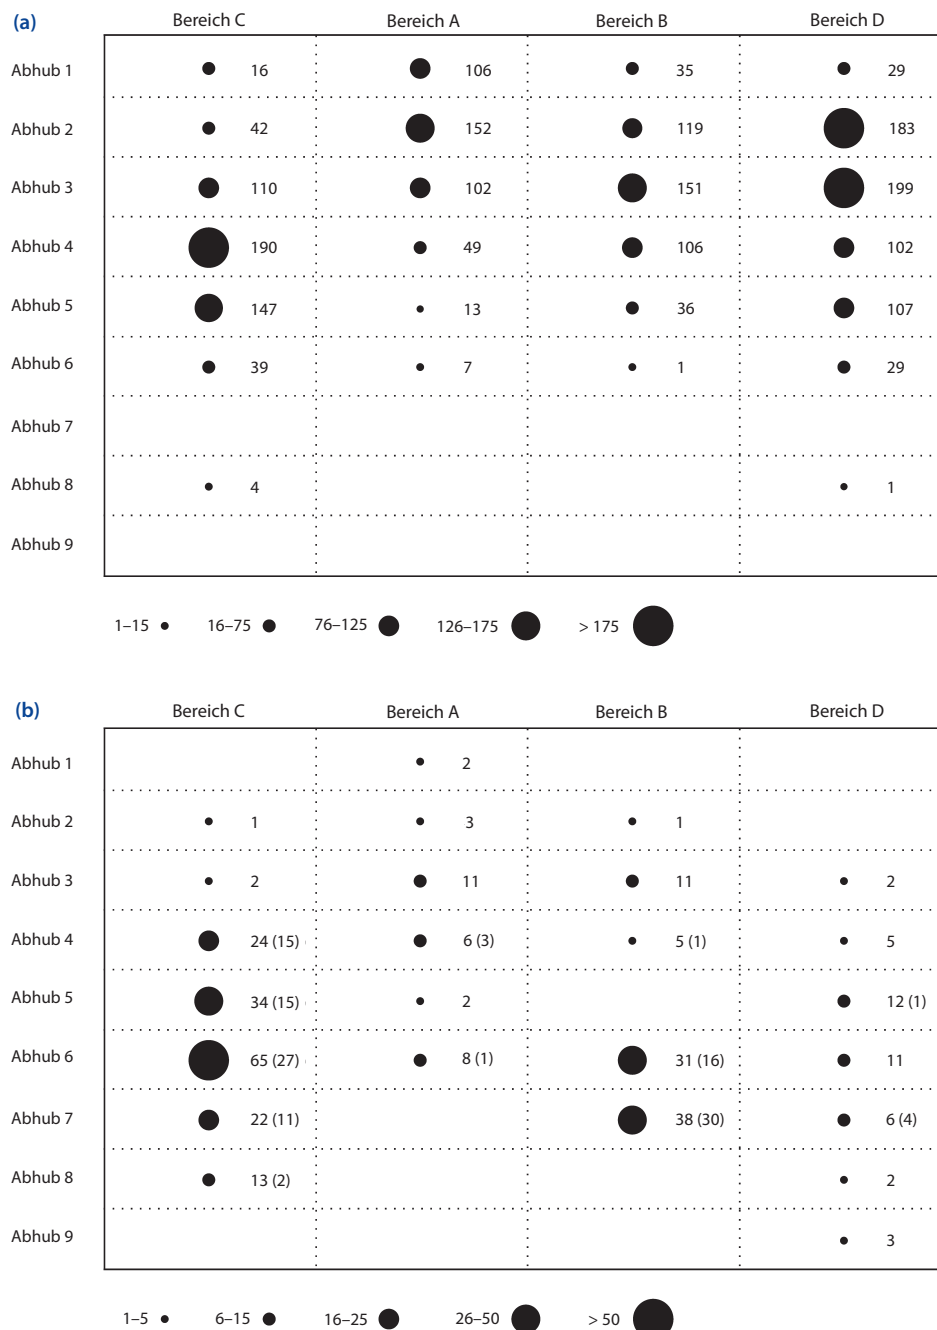 (a) Bereich C Bereich A Bereich B Bereich D
Abhub 1 16 106 35 29
Abhub 2 42 152 119 183
Abhub 3 110 102 151 199
Abhub 4 190 49 106 102
Abhub 5 147 13 36 107
Abhub 6 39 7 1 29
Abhub 7
Abhub 8 4 1
Abhub 9
1–15 16–75 76–125 126–175 > 175
(b) Bereich C Bereich A Bereich B Bereich D
Abhub 1 2
Abhub 2 1 3 1
Abhub 3 2 11 11 2
Abhub 4 24 (15) 6 (3) 5 (1) 5
Abhub 5 34 (15) 2 12 (1)
Abhub 6 65 (27) 8 (1) 31 (16) 11
Abhub 7 22 (11) 38 (30) 6 (4)
Abhub 8 13 (2) 2
Abhub 9 3
1–5 6–15 16–25 26–50 > 50